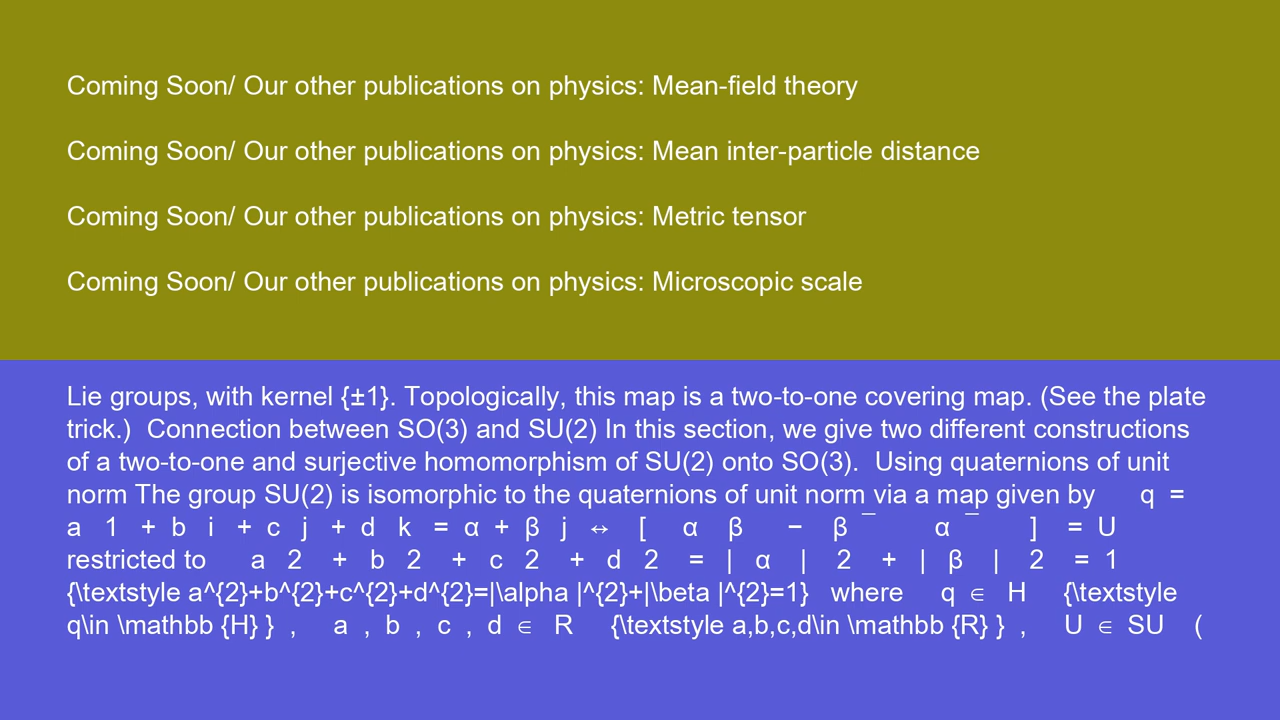 Coming Soon/ Our other publications on physics: Mean-field theory
Coming Soon/ Our other publications on physics: Mean inter-particle distance
Coming Soon/ Our other publications on physics: Metric tensor
Coming Soon/ Our other publications on physics: Microscopic scale
Lie groups, with kernel {±1}. Topologically, this map is a two-to-one covering map. (See the plate
trick.)  Connection between SO(3) and SU(2) In this section, we give two different constructions
of a two-to-one and surjective homomorphism of SU(2) onto SO(3).  Using quaternions of unit
norm The group SU(2) is isomorphic to the quaternions of unit norm via a map given by q =
a 1 + b i + c j + d k = α + β j ↔ [ α β − β ¯ α ¯ ] = U
restricted to a 2 + b 2 + c 2 + d 2 = | α | 2 + | β | 2 = 1
{\textstyle a^{2}+b^{2}+c^{2}+d^{2}=|\alpha |^{2}+|\beta |^{2}=1} where q ∈ H {\textstyle
q\in \mathbb {H} } , a , b , c , d ∈ R {\textstyle a,b,c,d\in \mathbb {R} } , U ∈ SU (